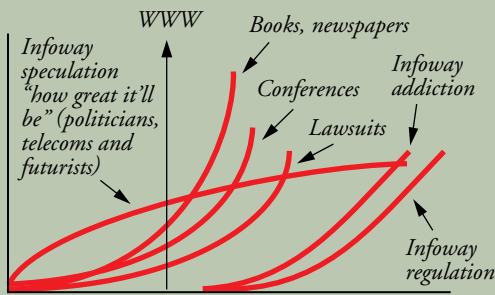 WWW
Books, newspapers
Infoway
speculation
“how great it’ll
be” (politicians,
telecoms and
futurists)
Conferences
Lawsuits
Infoway
addiction
Infoway
regulation